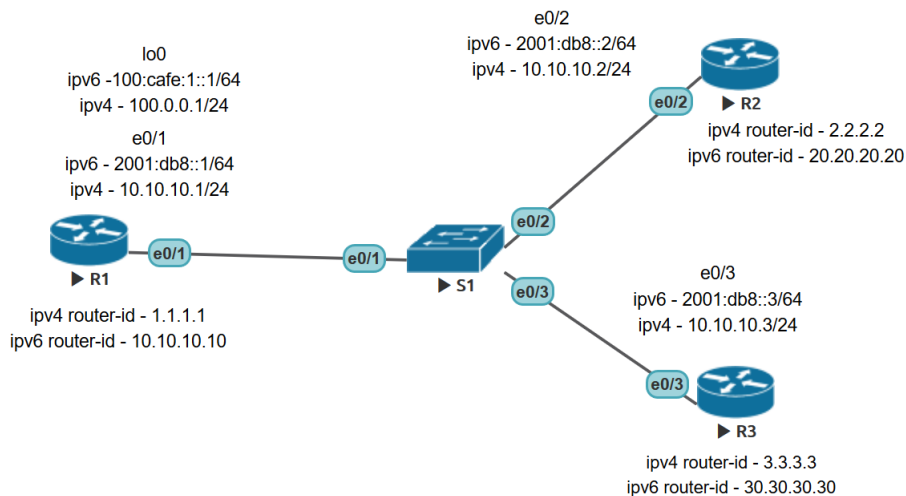 lo0
ipv6 -100:cafe:1::1/64
ipv4 - 100.0.0.1/24
e0/1
ipv6 - 2001:db8::1/64
ipv4 - 10.10.10.1/24
e0/1
R1
ipv4 router-id - 1.1.1.1
ipv6 router-id - 10.10.10.10
e0/1
e0/2
e0/3
S1
e0/2
ipv6 - 2001:db8::2/64
ipv4 - 10.10.10.2/24
e0/2
R2
ipv4 router-id - 2.2.2.2
ipv6 router-id - 20.20.20.20
e0/3
ipv6 - 2001:db8::3/64
ipv4 - 10.10.10.3/24
e0/3
R3
ipv4 router-id - 3.3.3.3
ipv6 router-id - 30.30.30.30